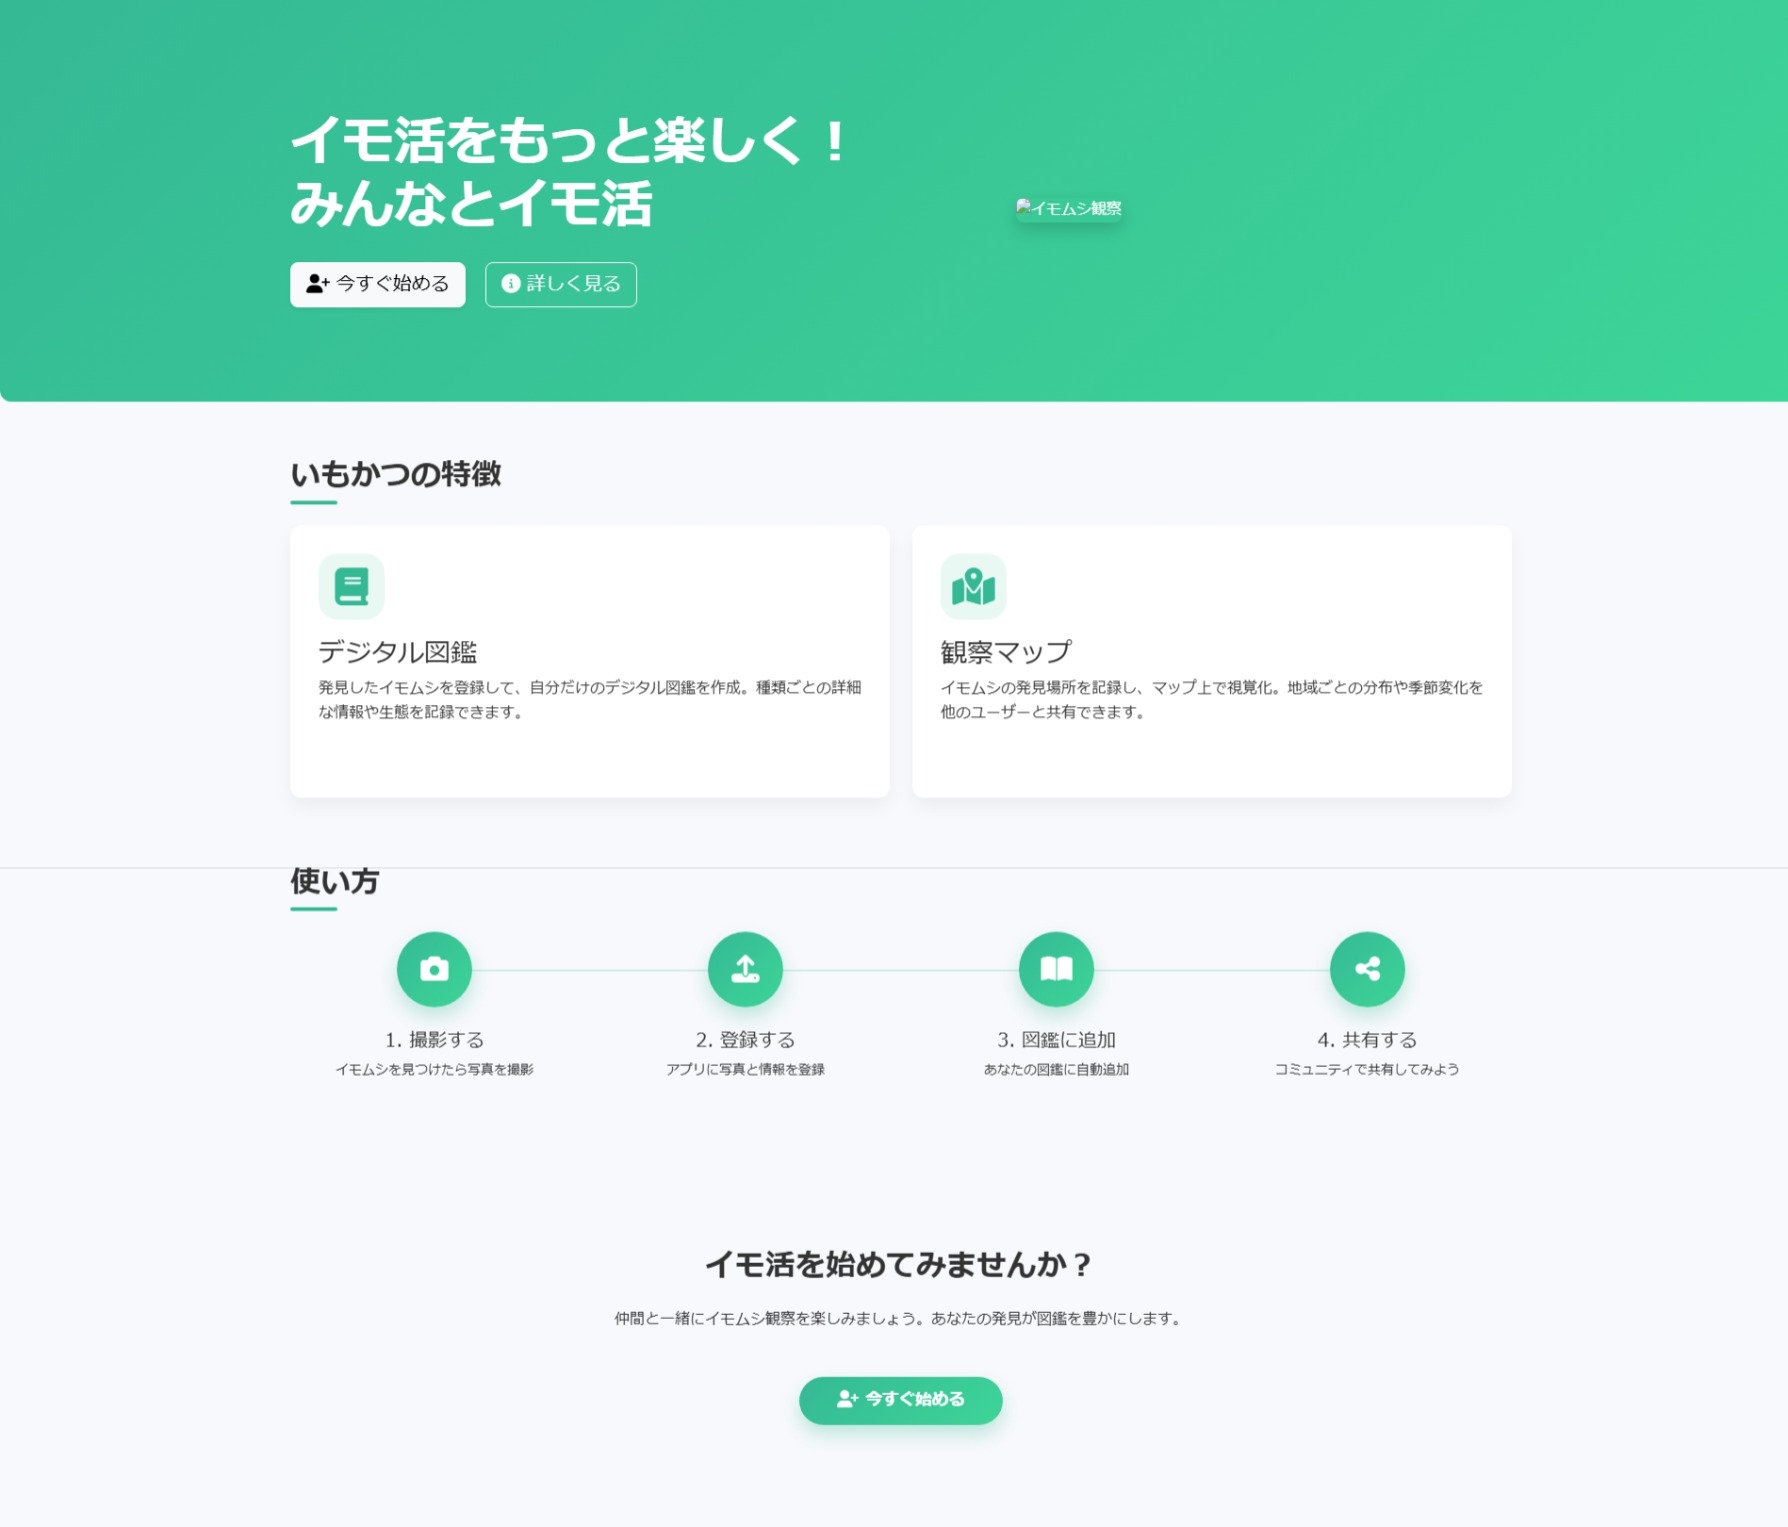 イモ活をもっと楽しく！
みんなとイモ活
今すぐ始める
詳しく見る
イモムシ観察
いもかつの特徴
デジタル図鑑
発見したイモムシを登録して、自分だけのデジタル図鑑を作成。種類ごとの詳細
な情報や生態を記録できます。
観察マップ
イモムシの発見場所を記録し、マップ上で視覚化。地域ごとの分布や季節変化を
他のユーザーと共有できます。
使い方
1. 撮影する
イモムシを見つけたら写真を撮影
2. 登録する
アプリに写真と情報を登録
3. 図鑑に追加
あなたの図鑑に自動追加
4. 共有する
コミュニティで共有してみよう
イモ活を始めてみませんか？
仲間と一緒にイモムシ観察を楽しみましょう。あなたの発見が図鑑を豊かにします。
今すぐ始める